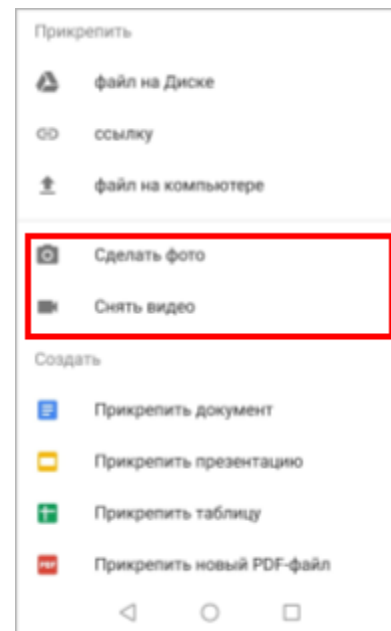 Прикрепить
файл на Диске
ссылку
файл на компьютере
Сделать фото
Снять видео
Создать
Прикрепить документ
Прикрепить презентацию
Прикрепить таблицу
PDF Прикрепить новый PDF-файл